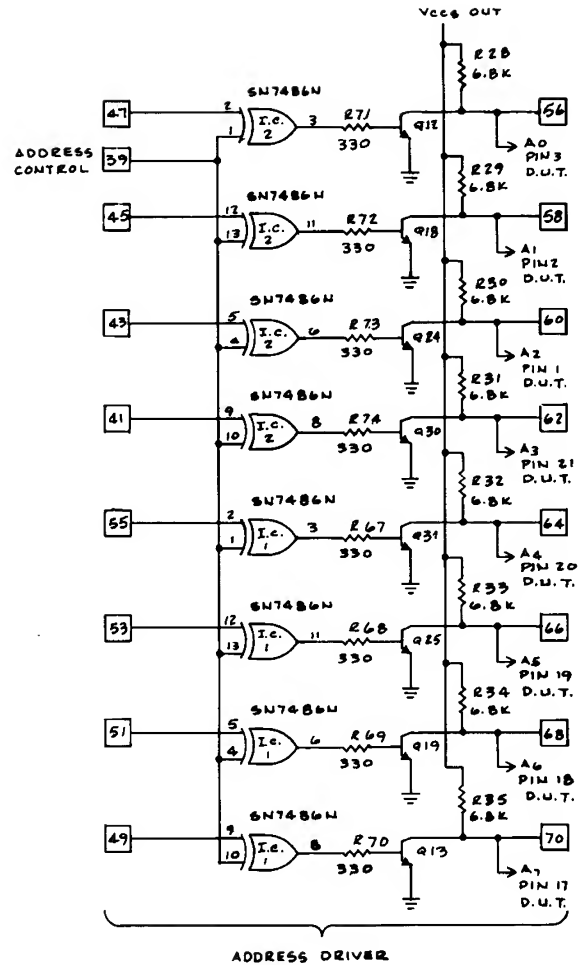 VCCS OUT
R28
6.8K
SN7486N
47
2
1
I.C.
2
3
R71
330
Q12
56
A0
PIN 3
D.U.T.
ADDRESS
CONTROL
39
R29
6.8K
SN7486N
45
12
13
I.C.
2
11
R72
330
Q18
58
A1
PIN 2
D.U.T.
R30
6.8K
SN7486N
43
5
4
I.C.
2
6
R73
330
Q24
60
A2
PIN 1
D.U.T.
R31
6.8K
SN7486N
41
9
10
I.C.
2
8
R74
330
Q30
62
A3
PIN 21
D.U.T.
R32
6.8K
SN7486N
55
2
1
I.C.
1
3
R67
330
Q31
64
A4
PIN 20
D.U.T.
R33
6.8K
SN7486N
53
12
13
I.C.
1
11
R68
330
Q25
66
A5
PIN 19
D.U.T.
R34
6.8K
SN7486N
51
5
4
I.C.
1
6
R69
330
Q19
68
A6
PIN 18
D.U.T.
R35
6.8K
SN7486N
49
9
10
I.C.
1
8
R70
330
Q13
70
A7
PIN 17
D.U.T.
ADDRESS DRIVER